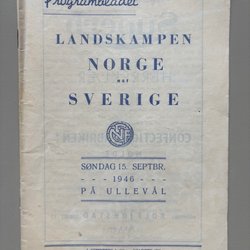 Programbladet
LANDSKAMPEN
NORGE
mot
SVERIGE
NFF
SØNDAG 15. SEPTBR.
--- 1946 ---
PÅ ULLEVÅL